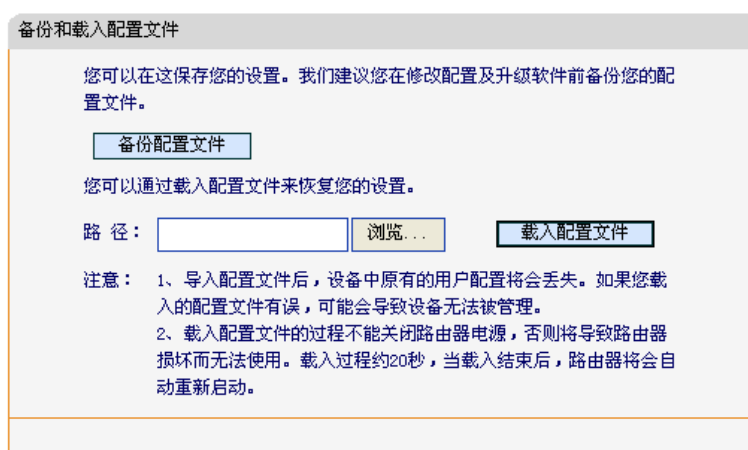 备份和载入配置文件
您可以在这保存您的设置。我们建议您在修改配置及升级软件前备份您的配
置文件。
备份配置文件
您可以通过载入配置文件来恢复您的设置。
路 径： 浏览... 载入配置文件
注意： 1、导入配置文件后，设备中原有的用户配置将会丢失。如果您载
入的配置文件有误，可能会导致设备无法被管理。
2、载入配置文件的过程不能关闭路由器电源，否则将导致路由器
损坏而无法使用。载入过程约20秒，当载入结束后，路由器将会自
动重新启动。